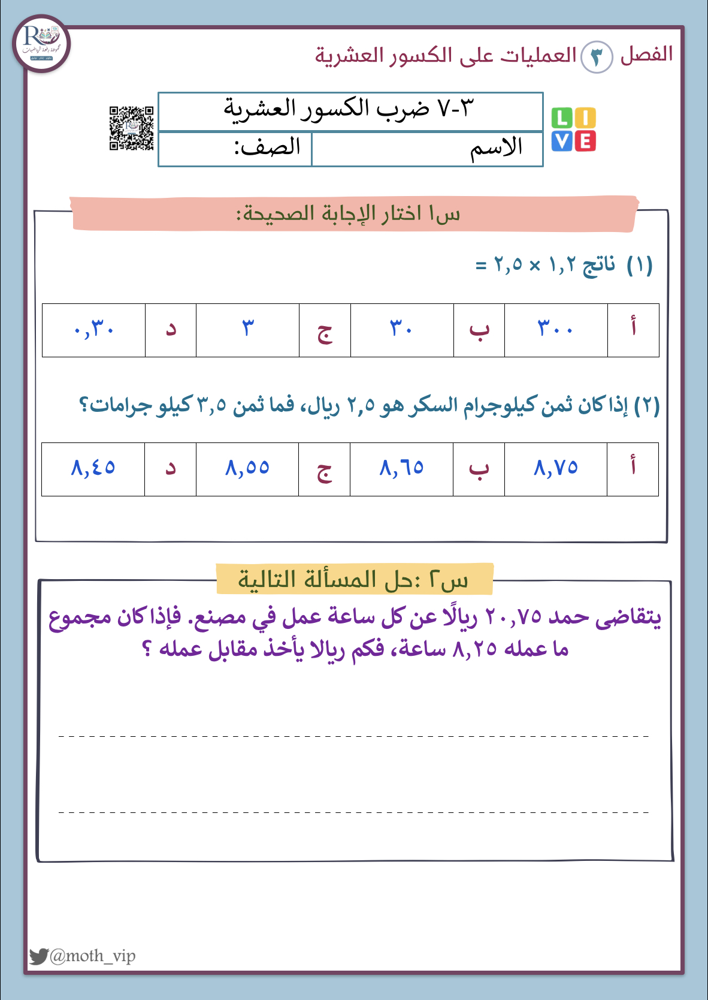 الفصل ٣ العمليات على الكسور العشرية
R
مجموعة رفعة الرياضيات
٣-٧ ضرب الكسور العشرية
LIVE
الاسم
الصف:
س١ اختار الإجابة الصحيحة:
(١) ناتج ١,٢ × ٢,٥ =
أ ٣٠٠ ب ٣٠ ج ٣ د ٠,٣٠
(٢) إذا كان ثمن كيلوجرام السكر هو ٢,٥ ريال، فما ثمن ٣,٥ كيلو جرامات؟
أ ٨,٧٥ ب ٨,٦٥ ج ٨,٥٥ د ٨,٤٥
س٢ :حل المسألة التالية
يتقاضى حمد ٢٠,٧٥ ريالًا عن كل ساعة عمل في مصنع. فإذا كان مجموع
ما عمله ٨,٢٥ ساعة، فكم ريالا يأخذ مقابل عمله ؟
@moth_vip